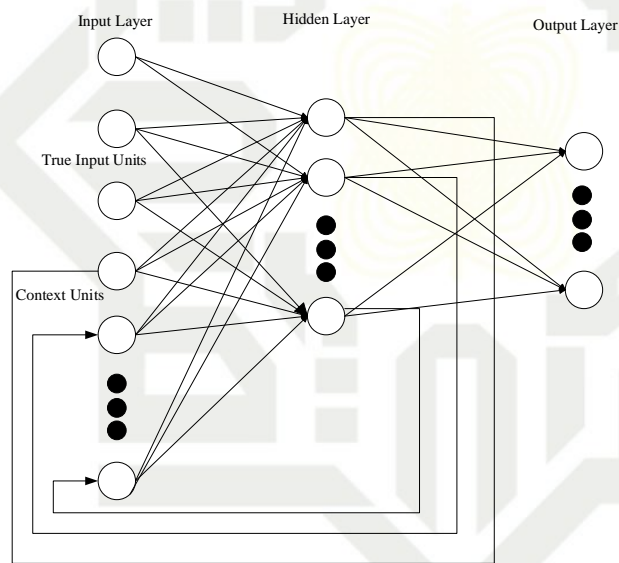 Input Layer
Hidden Layer
Output Layer
True Input Units
Context Units